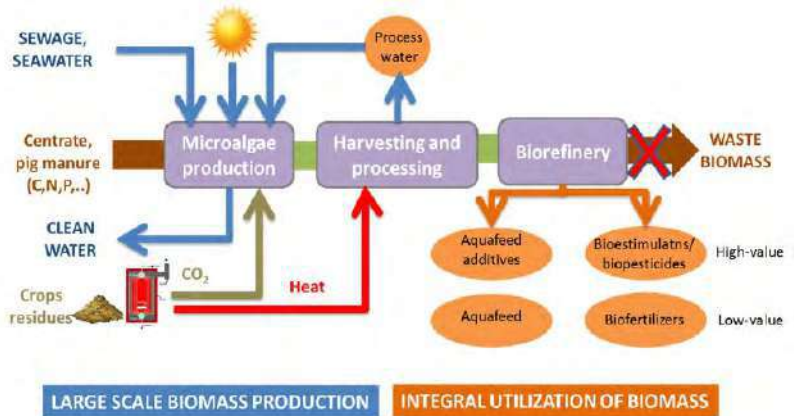 SEWAGE,
SEAWATER
Process
water
Centrate,
pig manure
(C,N,P,..)
Microalgae
production
Harvesting and
processing
Biorefinery
WASTE
BIOMASS
CLEAN
WATER
CO₂
Heat
Crops
residues
Aquafeed
additives
Bioestimulatns/
biopesticides
High-value
Aquafeed
Biofertilizers
Low-value
LARGE SCALE BIOMASS PRODUCTION
INTEGRAL UTILIZATION OF BIOMASS